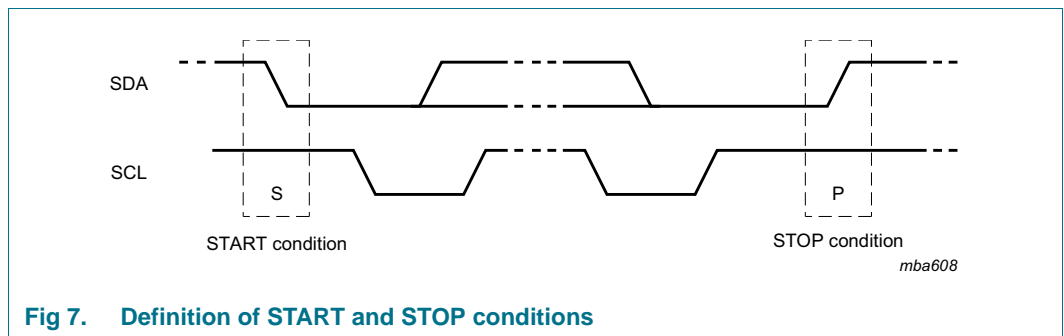 SDA
SCL
S
P
START condition
STOP condition
mba608
Fig 7. Definition of START and STOP conditions